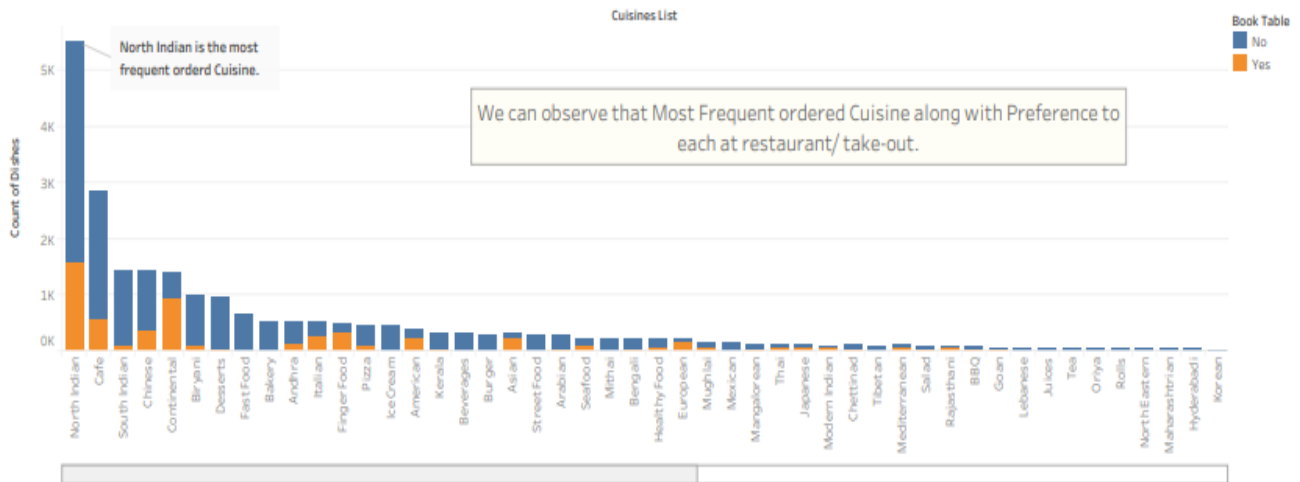 Cuisines List
Book Table
No
Yes
North Indian is the most
frequent orderd Cuisine.
We can observe that Most Frequent ordered Cuisine along with Preference to
each at restaurant/ take-out.
Count of Dishes
5K
4K
3K
2K
1K
0K
North Indian
Cafe
South Indian
Chinese
Continental
Biryani
Desserts
Fast Food
Bakery
Andhra
Italian
Finger Food
Pizza
Ice Cream
American
Kerala
Beverages
Burger
Asian
Street Food
Arabian
Seafood
Mithai
Bengali
Healthy Food
European
Mughlai
Mexican
Mangalorean
Thai
Japanese
Modern Indian
Chettinad
Tibetan
Mediterranean
Salad
Rajasthani
BBQ
Goan
Lebanese
Juices
Tea
Oriya
Rolls
North Eastern
Maharashtrian
Hyderabadi
Korean